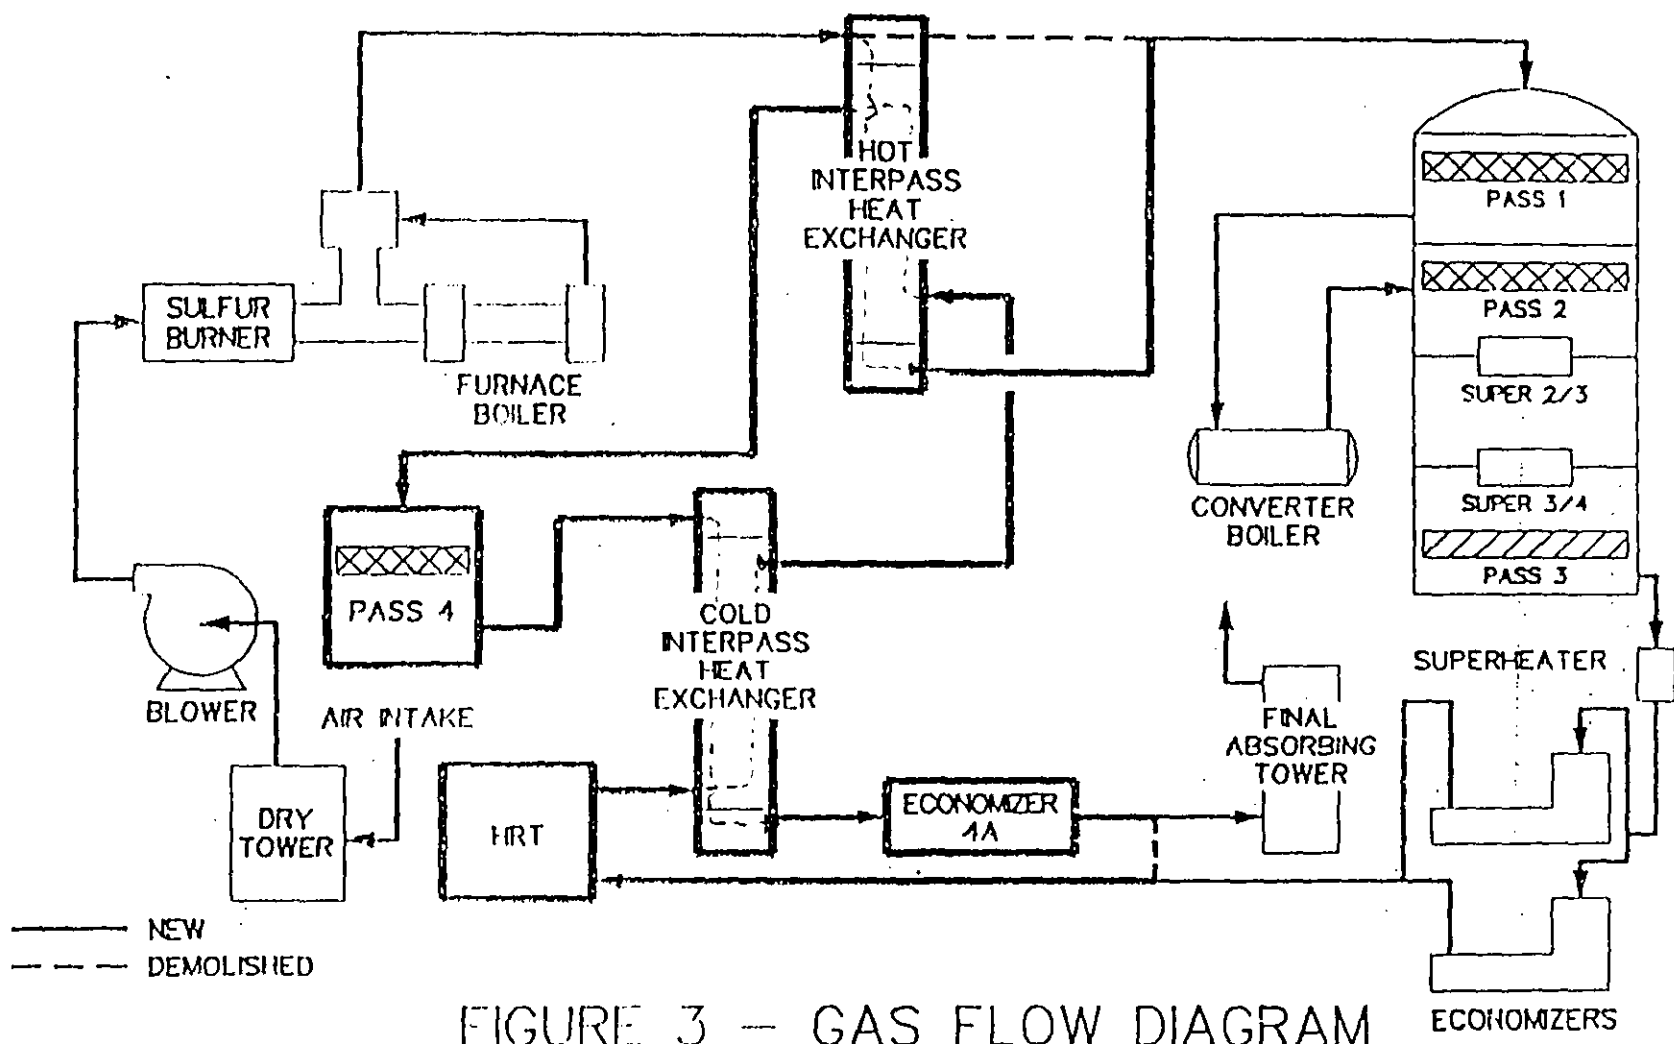 HOT
INTERPASS
HEAT
EXCHANGER
PASS 1
PASS 2
SULFUR
BURNER
SUPER 2/3
FURNACE
BOILER
SUPER 3/4
CONVERTER
BOILER
PASS 3
PASS 4
COLD
INTERPASS
HEAT
EXCHANGER
SUPERHEATER
BLOWER
AIR INTAKE
FINAL
ABSORBING
TOWER
DRY
TOWER
HRT
ECONOMIZER
4A
NEW
DEMOLISHED
ECONOMIZERS
FIGURE 3 - GAS FLOW DIAGRAM